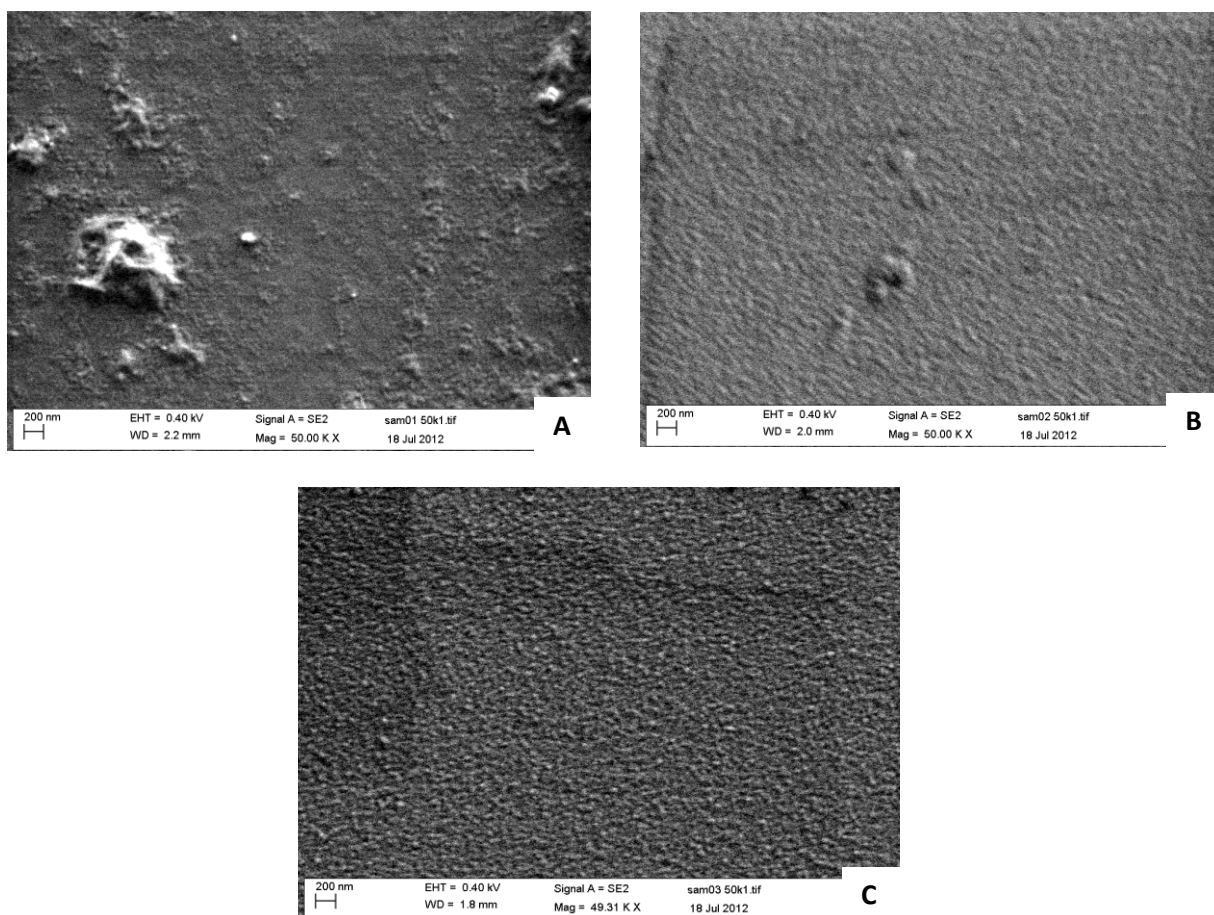 200 nm EHT = 0.40 kV Signal A = SE2 sam01 50k1.tif
WD = 2.2 mm Mag = 50.00 K X 18 Jul 2012
A
200 nm EHT = 0.40 kV Signal A = SE2 sam02 50k1.tif
WD = 2.0 mm Mag = 50.00 K X 18 Jul 2012
B
200 nm EHT = 0.40 kV Signal A = SE2 sam03 50k1.tif
WD = 1.8 mm Mag = 49.31 K X 18 Jul 2012
C